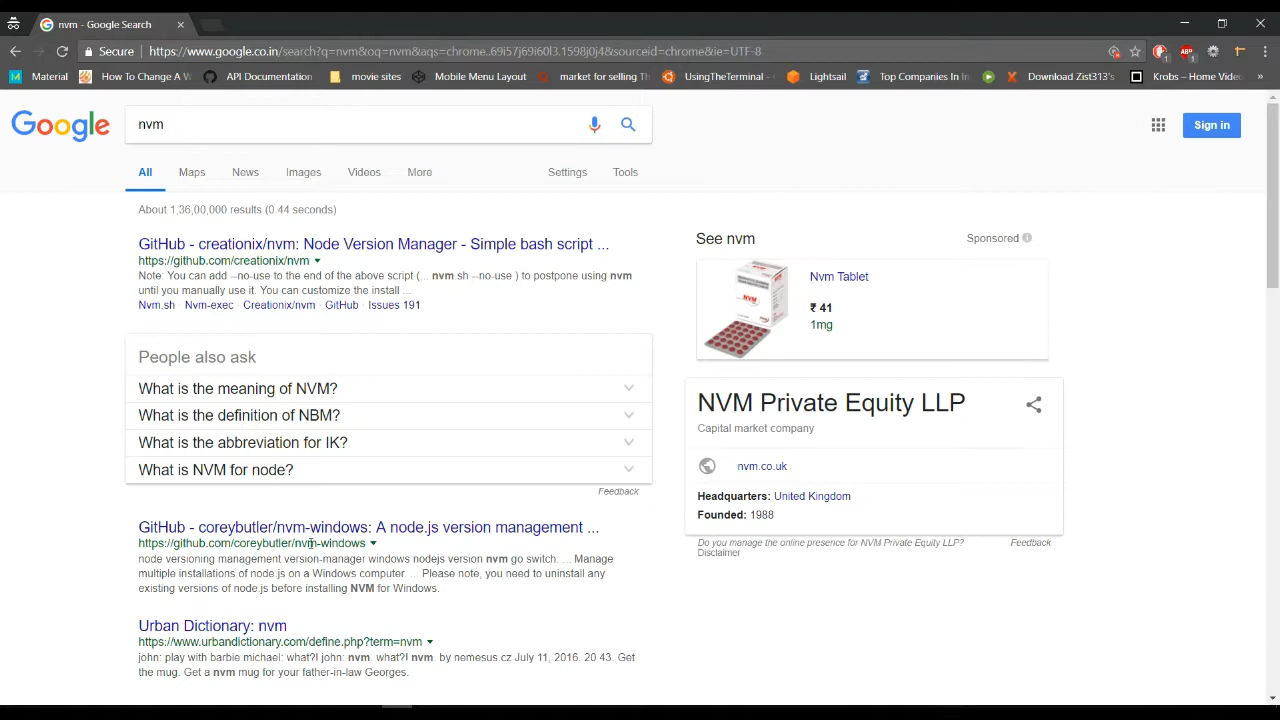 nvm - Google Search
Secure https://www.google.co.in/search?q=nvm&oq=nvm&aqs=chrome..69i57j69i60l3.1598j0j4&sourceid=chrome&ie=UTF-8
Material How To Change A W API Documentation movie sites Mobile Menu Layout market for selling Th UsingTheTerminal - Lightsail Top Companies In In Download Zist313's Krobs – Home Video »
Google nvm Sign in
All Maps News Images Videos More Settings Tools
About 1,36,00,000 results (0.44 seconds)
GitHub - creationix/nvm: Node Version Manager - Simple bash script ...
https://github.com/creationix/nvm
Note: You can add --no-use to the end of the above script (... nvm.sh --no-use ) to postpone using nvm
until you manually use it. You can customize the install ...
Nvm.sh · Nvm-exec · Creationix/nvm · GitHub · Issues 191
People also ask
What is the meaning of NVM?
What is the definition of NBM?
What is the abbreviation for IK?
What is NVM for node?
Feedback
GitHub - coreybutler/nvm-windows: A node.js version management ...
https://github.com/coreybutler/nvm-windows
node versioning management version-manager windows nodejs version nvm go switch. ... Manage
multiple installations of node.js on a Windows computer. ... Please note, you need to uninstall any
existing versions of node.js before installing NVM for Windows.
Urban Dictionary: nvm
https://www.urbandictionary.com/define.php?term=nvm
john: play with barbie michael: what?! john: nvm. what?! nvm. by nemesus.cz July 11, 2016. 20 43. Get
the mug. Get a nvm mug for your father-in-law Georges.
See nvm Sponsored
Nvm Tablet
₹ 41
1mg
NVM
NVM Private Equity LLP
Capital market company
nvm.co.uk
Headquarters: United Kingdom
Founded: 1988
Do you manage the online presence for NVM Private Equity LLP? Feedback
Disclaimer